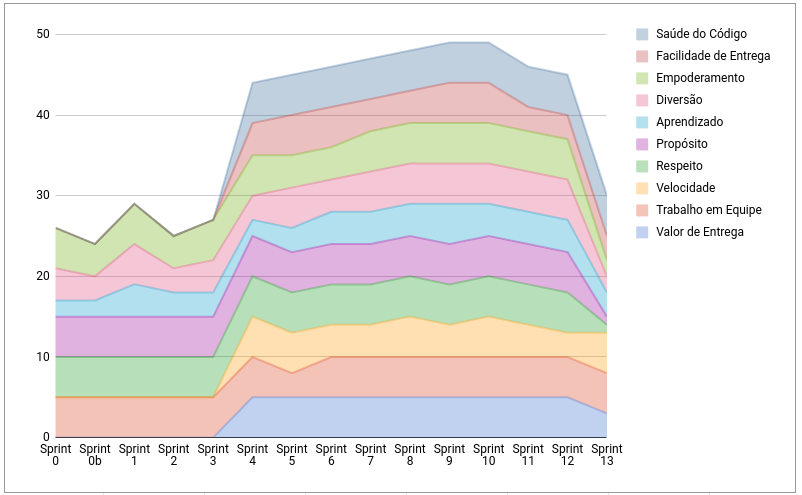 50
40
30
20
10
0
Sprint 0
Sprint 0b
Sprint 1
Sprint 2
Sprint 3
Sprint 4
Sprint 5
Sprint 6
Sprint 7
Sprint 8
Sprint 9
Sprint 10
Sprint 11
Sprint 12
Sprint 13
Saúde do Código
Facilidade de Entrega
Empoderamento
Diversão
Aprendizado
Propósito
Respeito
Velocidade
Trabalho em Equipe
Valor de Entrega